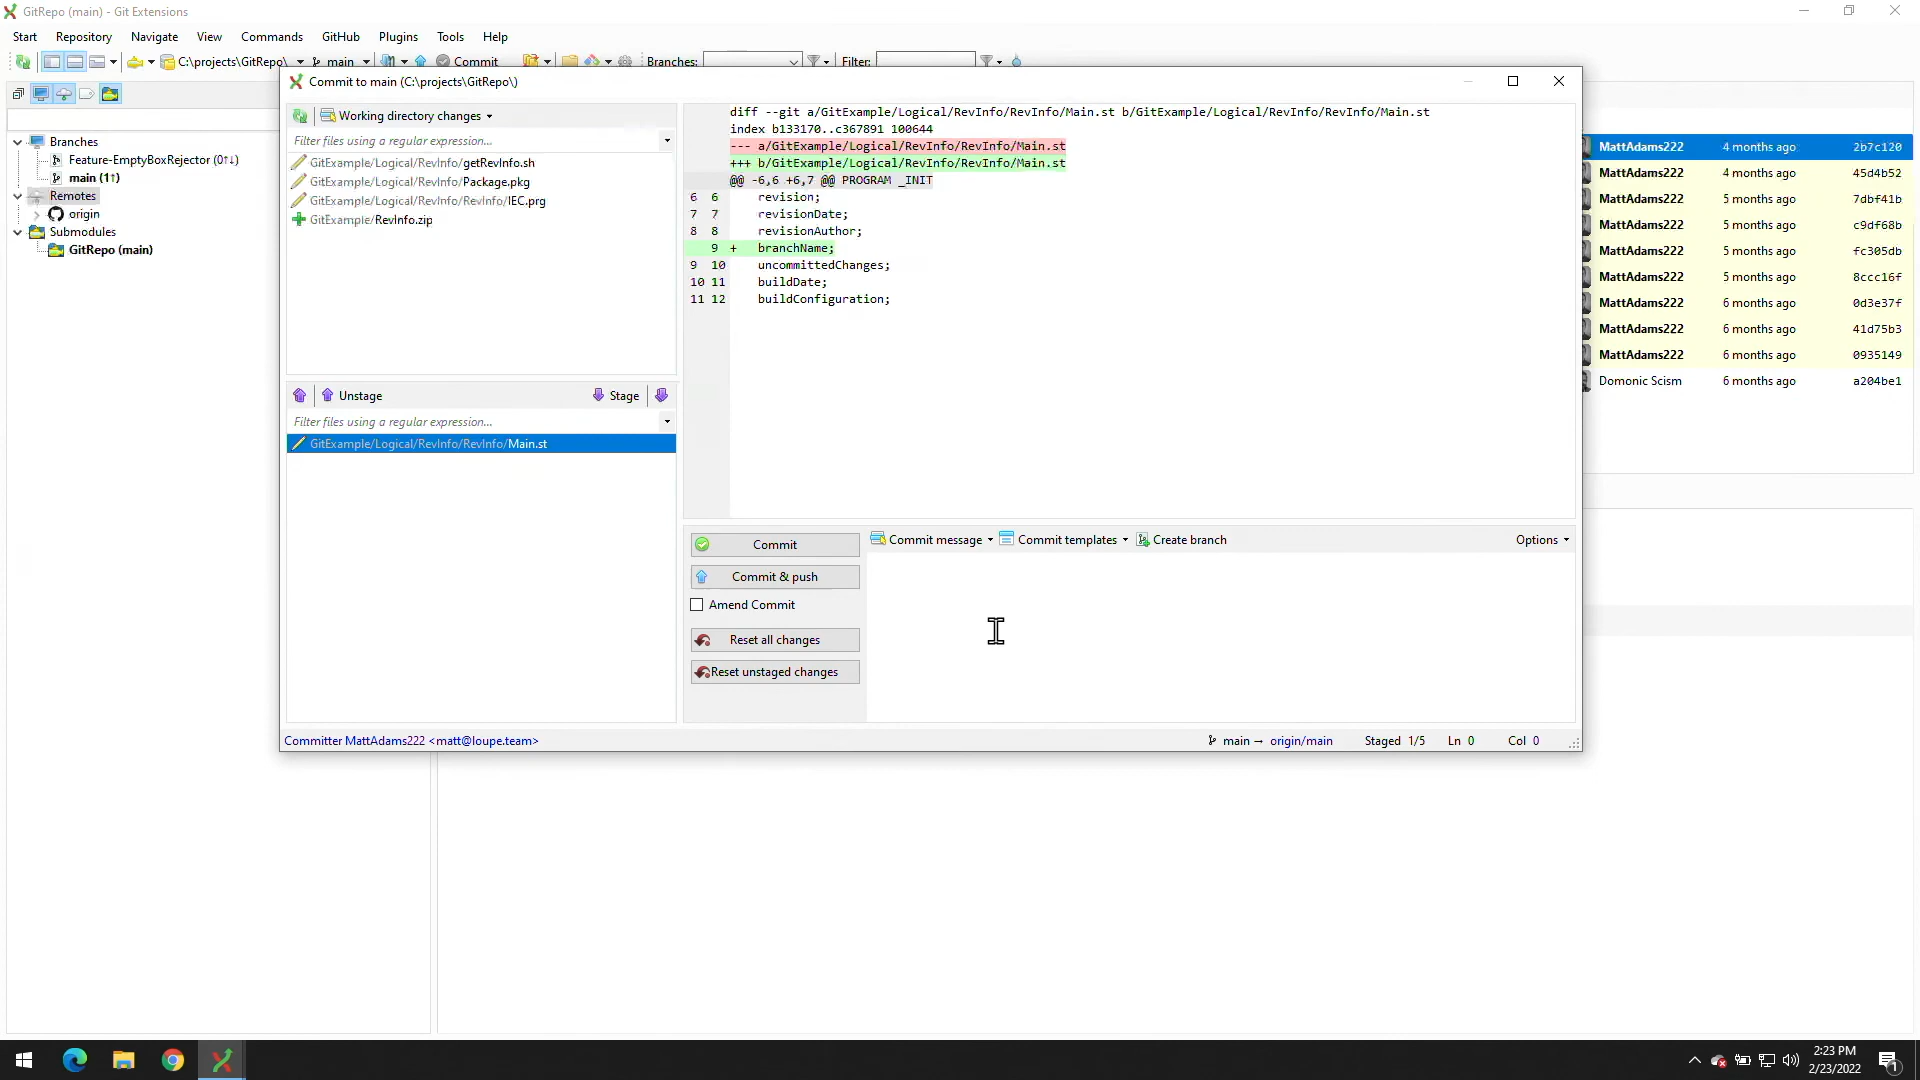 GitRepo (main) - Git Extensions
Start Repository Navigate View Commands GitHub Plugins Tools Help
C:\projects\GitRepo\ main Commit Branches: Filter:
Commit to main (C:\projects\GitRepo\)
Working directory changes
Filter files using a regular expression...
GitExample/Logical/RevInfo/getRevInfo.sh
GitExample/Logical/RevInfo/Package.pkg
GitExample/Logical/RevInfo/RevInfo/IEC.prg
GitExample/RevInfo.zip
Branches
Feature-EmptyBoxRejector (0↑↓)
main (1↑)
Remotes
origin
Submodules
GitRepo (main)
diff --git a/GitExample/Logical/RevInfo/RevInfo/Main.st b/GitExample/Logical/RevInfo/RevInfo/Main.st
index b133170..c367891 100644
--- a/GitExample/Logical/RevInfo/RevInfo/Main.st
+++ b/GitExample/Logical/RevInfo/RevInfo/Main.st
@@ -6,6 +6,7 @@ PROGRAM _INIT
6 6 revision;
7 7 revisionDate;
8 8 revisionAuthor;
9 + branchName;
9 10 uncommittedChanges;
10 11 buildDate;
11 12 buildConfiguration;
MattAdams222 4 months ago 2b7c120
MattAdams222 4 months ago 45d4b52
MattAdams222 5 months ago 7dbf41b
MattAdams222 5 months ago c9df68b
MattAdams222 5 months ago fc305db
MattAdams222 5 months ago 8ccc16f
MattAdams222 6 months ago 0d3e37f
MattAdams222 6 months ago 41d75b3
MattAdams222 6 months ago 0935149
Domonic Scism 6 months ago a204be1
Unstage Stage
Filter files using a regular expression...
GitExample/Logical/RevInfo/RevInfo/Main.st
Commit
Commit & push
Amend Commit
Reset all changes
Reset unstaged changes
Commit message Commit templates Create branch Options
Committer MattAdams222 <matt@loupe.team> main → origin/main Staged 1/5 Ln 0 Col 0
2:23 PM
2/23/2022
1